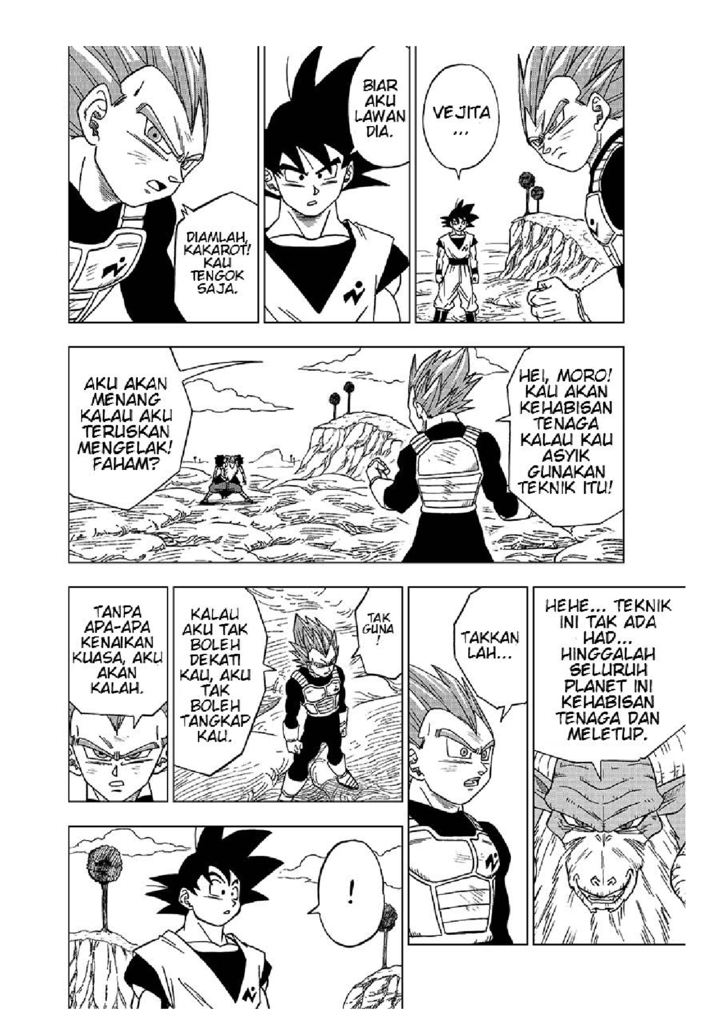 VEJITA
...
BIAR
AKU
LAWAN
DIA.
DIAMLAH,
KAKAROT!
KAU
TENGOK
SAJA.
HEI, MORO!
KAU AKAN
KEHABISAN
TENAGA
KALAU KAU
ASYIK
GUNAKAN
TEKNIK ITU!
AKU AKAN
MENANG
KALAU AKU
TERUSKAN
MENGELAK!
FAHAM?
HEHE... TEKNIK
INI TAK ADA
HAD...
HINGGALAH
SELURUH
PLANET INI
KEHABISAN
TENAGA DAN
MELETUP.
TAKKAN
LAH...
TAK
GUNA
!
KALAU
AKU TAK
BOLEH
DEKATI
KAU, AKU
TAK
BOLEH
TANGKAP
KAU.
TANPA
APA-APA
KENAIKAN
KUASA, AKU
AKAN
KALAH.
!